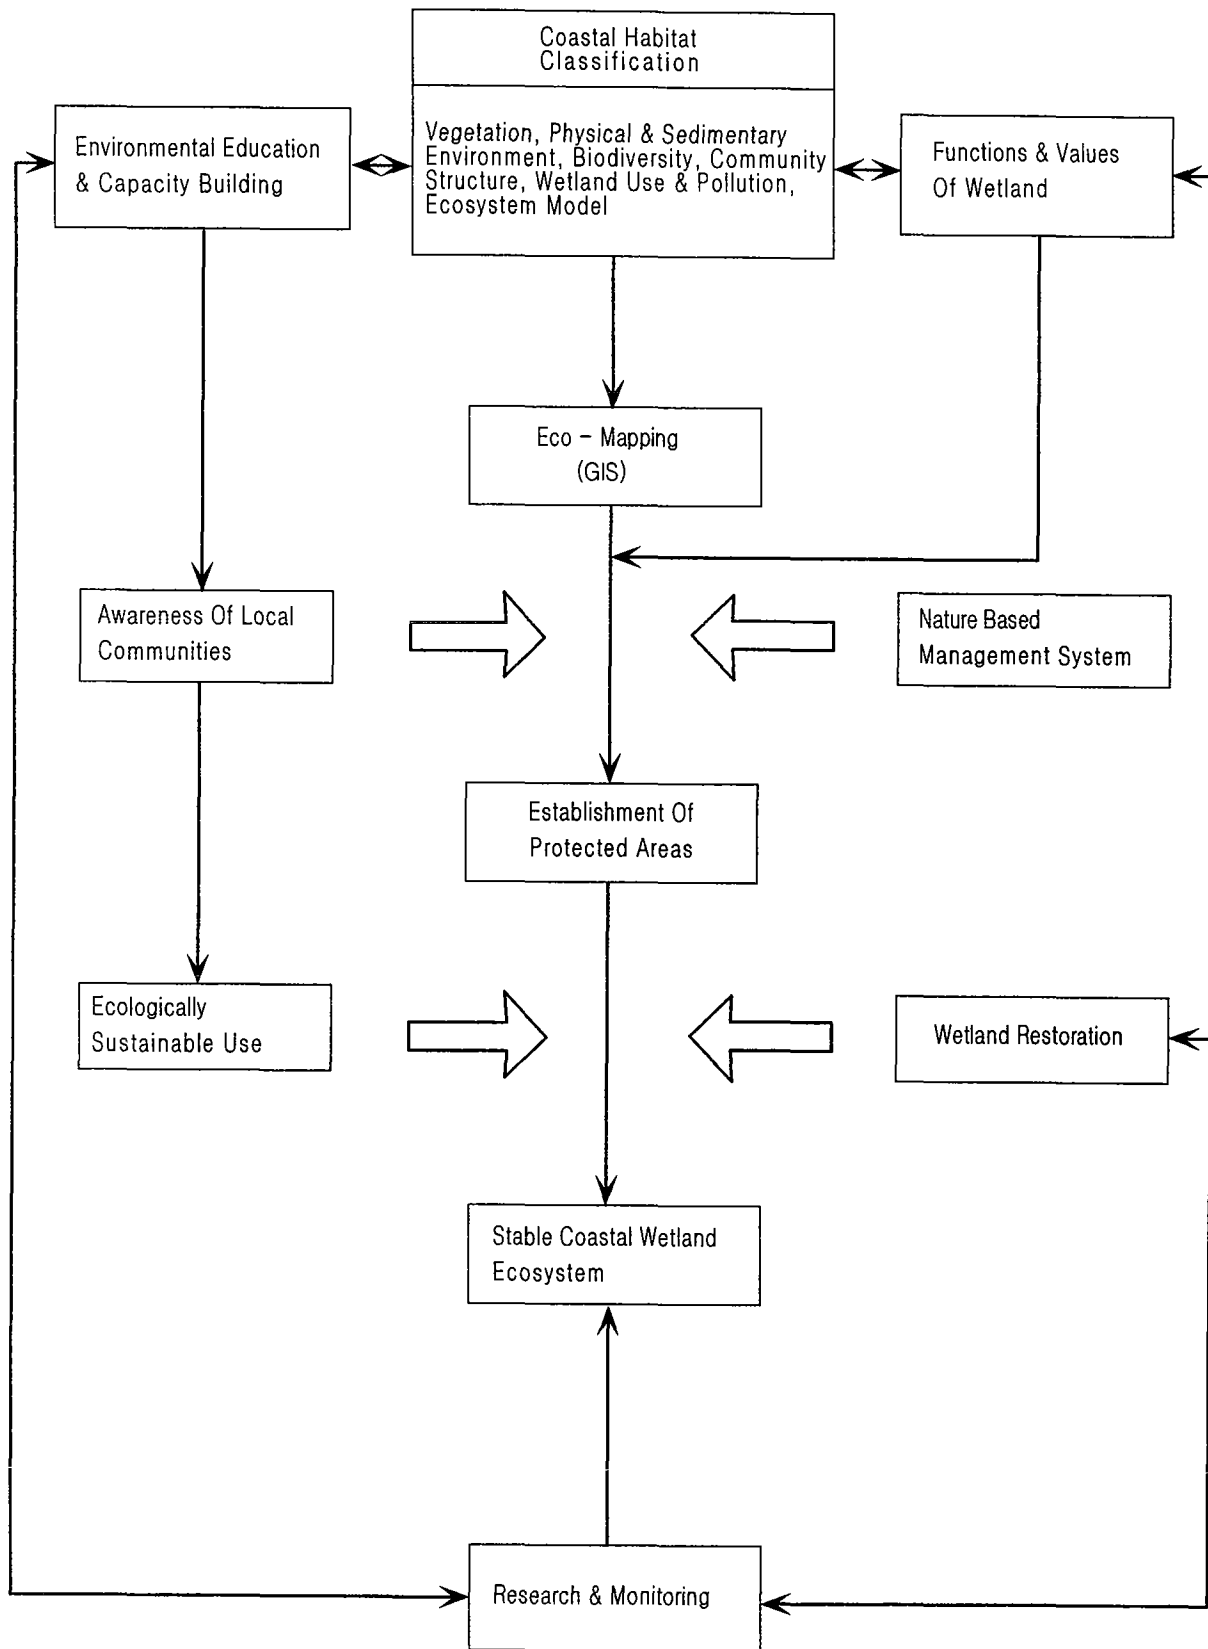 Coastal Habitat
Classification
Environmental Education
& Capacity Building
Vegetation, Physical & Sedimentary
Environment, Biodiversity, Community
Structure, Wetland Use & Pollution,
Ecosystem Model
Functions & Values
Of Wetland
Eco – Mapping
(GIS)
Awareness Of Local
Communities
Nature Based
Management System
Establishment Of
Protected Areas
Ecologically
Sustainable Use
Wetland Restoration
Stable Coastal Wetland
Ecosystem
Research & Monitoring